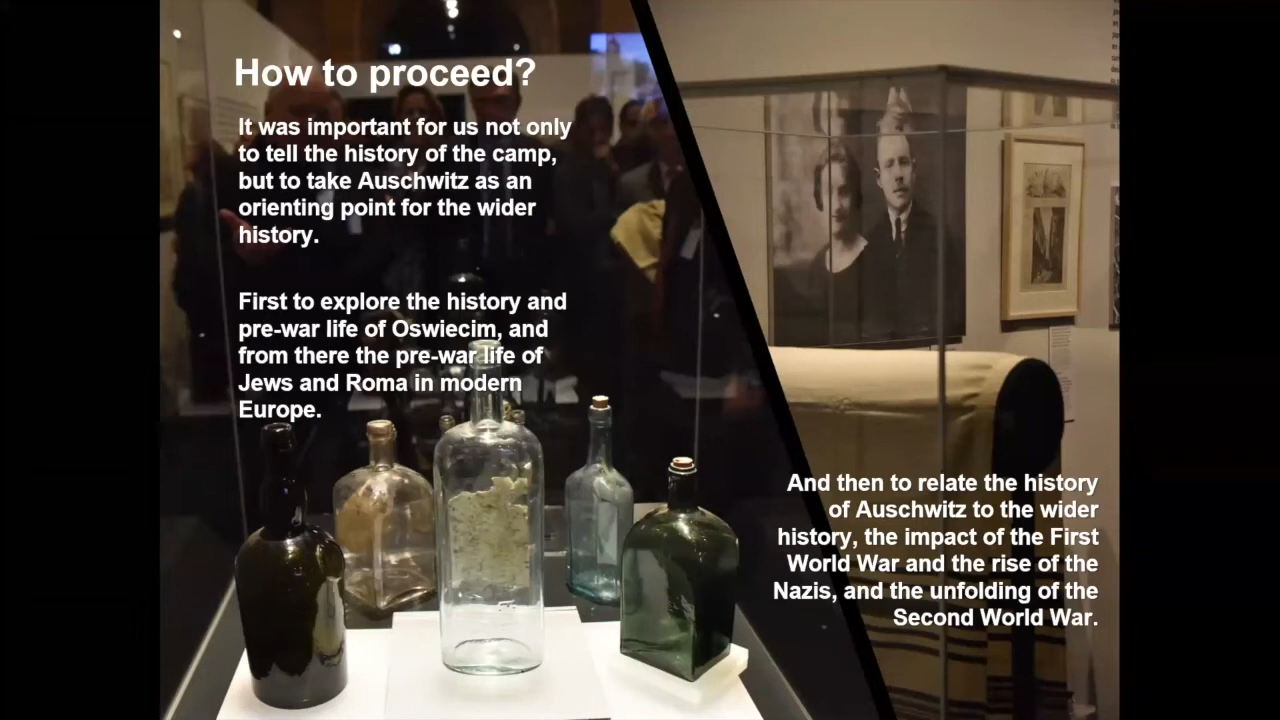 How to proceed?
It was important for us not only
to tell the history of the camp,
but to take Auschwitz as an
orienting point for the wider
history.
First to explore the history and
pre-war life of Oswiecim, and
from there the pre-war life of
Jews and Roma in modern
Europe.
And then to relate the history
of Auschwitz to the wider
history, the impact of the First
World War and the rise of the
Nazis, and the unfolding of the
Second World War.